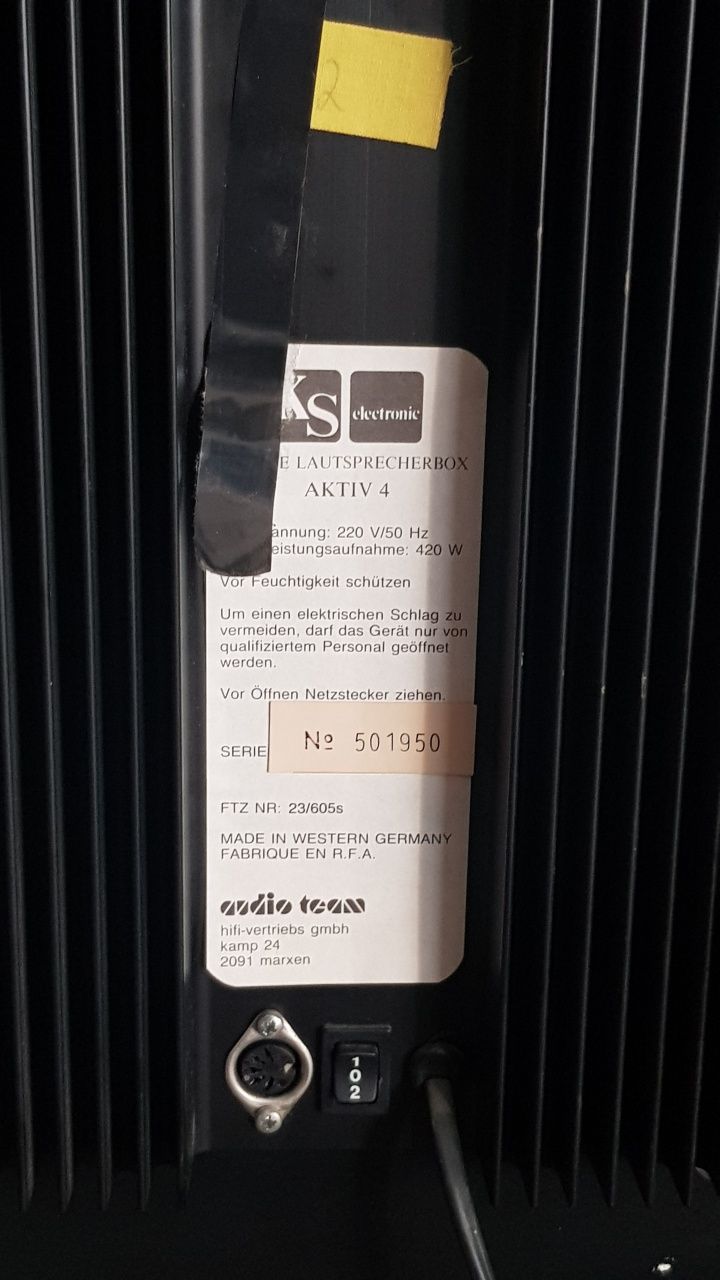 2
KS electronic
E LAUTSPRECHERBOX
AKTIV 4
annung: 220 V/50 Hz
eistungsaufnahme: 420 W
Vor Feuchtigkeit schützen
Um einen elektrischen Schlag zu
vermeiden, darf das Gerät nur von
qualifiziertem Personal geöffnet
werden.
Vor Öffnen Netzstecker ziehen.
SERIE
Nº 501950
FTZ NR: 23/605s
MADE IN WESTERN GERMANY
FABRIQUE EN R.F.A.
audio team
hifi-vertriebs gmbh
kamp 24
2091 marxen
1
0
2